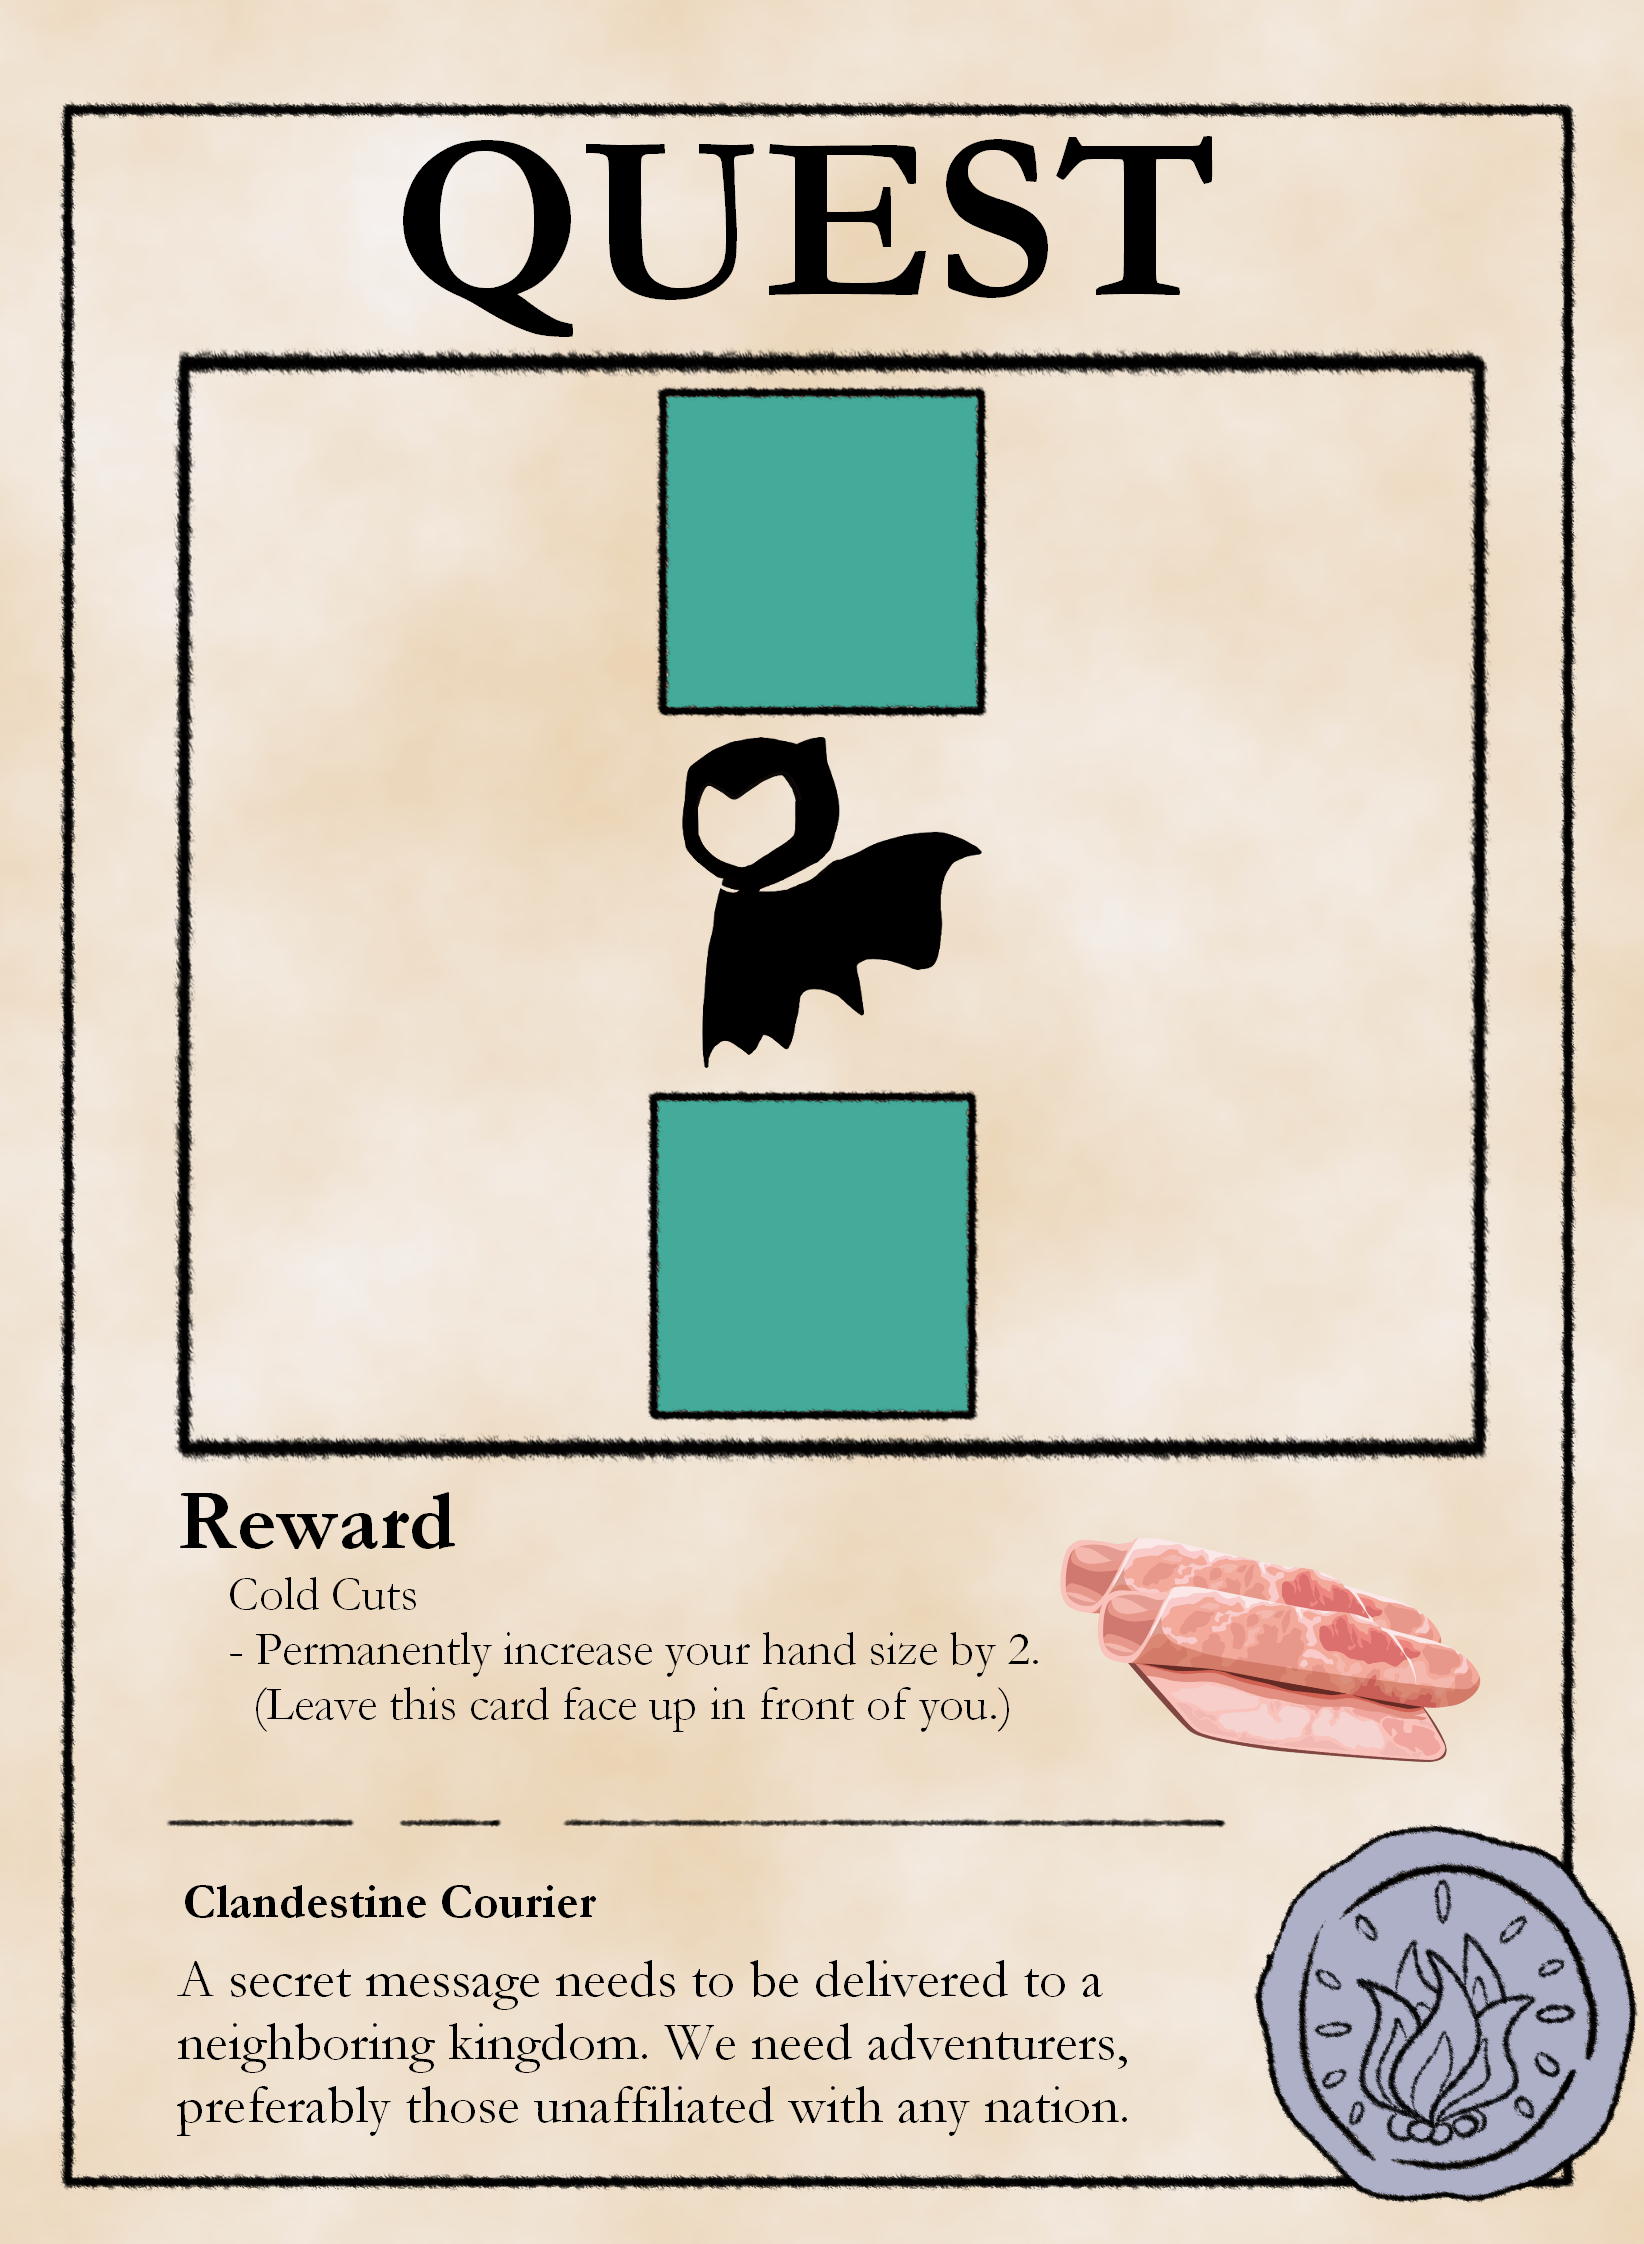 QUEST
Reward
Cold Cuts
- Permanently increase your hand size by 2.
(Leave this card face up in front of you.)
Clandestine Courier
A secret message needs to be delivered to a
neighboring kingdom. We need adventurers,
preferably those unaffiliated with any nation.